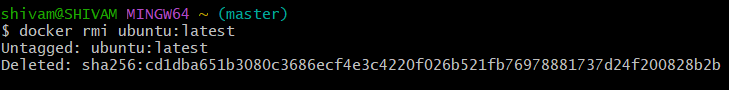 shivam@SHIVAM MINGW64 ~ (master)
$ docker rmi ubuntu:latest
Untagged: ubuntu:latest
Deleted: sha256:cd1dba651b3080c3686ecf4e3c4220f026b521fb76978881737d24f200828b2b